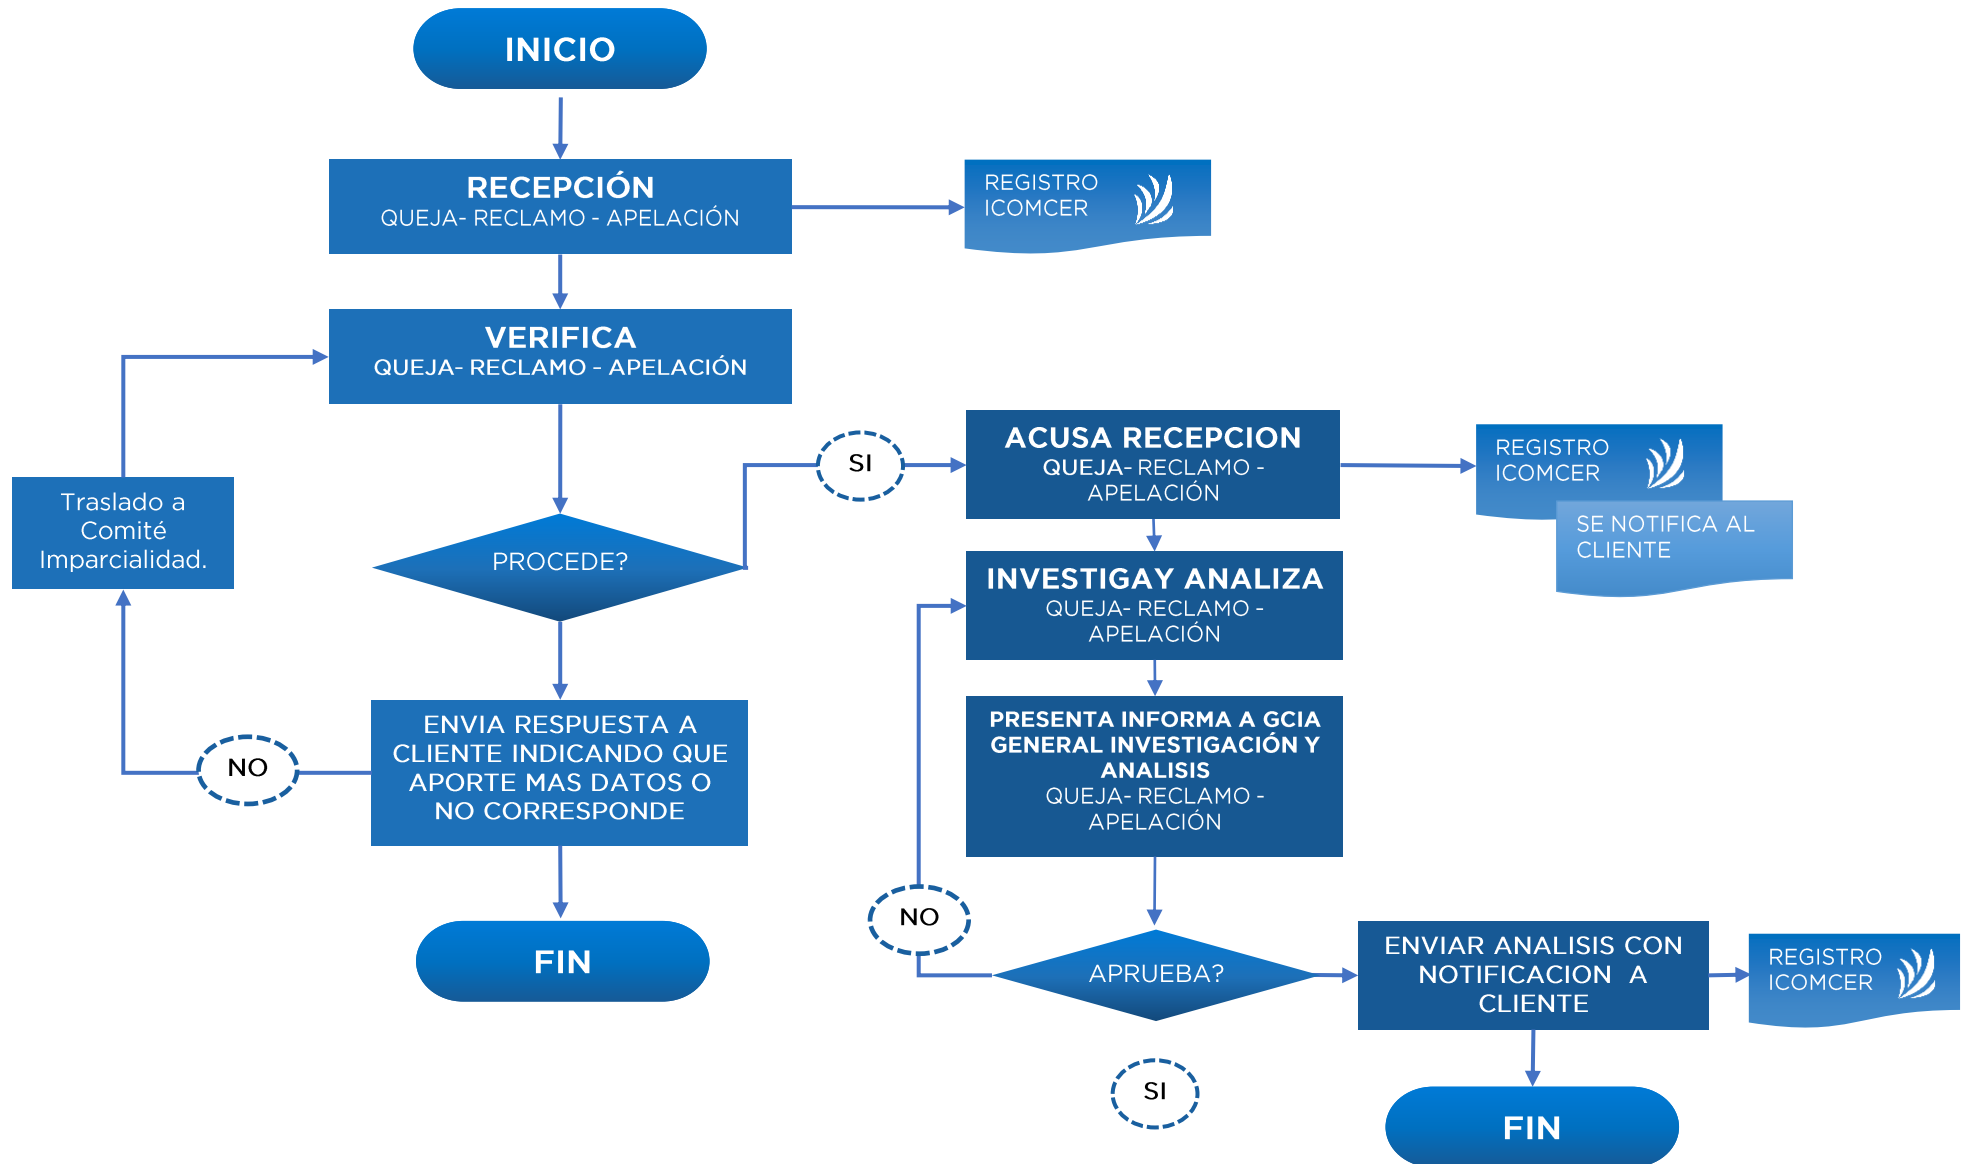 INICIO
RECEPCIÓN
QUEJA- RECLAMO - APELACIÓN
REGISTRO
ICOMCER
VERIFICA
QUEJA- RECLAMO - APELACIÓN
Traslado a
Comité
Imparcialidad.
PROCEDE?
SI
ACUSA RECEPCION
QUEJA- RECLAMO -
APELACIÓN
REGISTRO
ICOMCER
SE NOTIFICA AL
CLIENTE
INVESTIGAY ANALIZA
QUEJA- RECLAMO -
APELACIÓN
ENVIA RESPUESTA A
CLIENTE INDICANDO QUE
APORTE MAS DATOS O
NO CORRESPONDE
NO
FIN
PRESENTA INFORMA A GCIA
GENERAL INVESTIGACIÓN Y
ANALISIS
QUEJA- RECLAMO -
APELACIÓN
NO
APRUEBA?
SI
ENVIAR ANALISIS CON
NOTIFICACION  A
CLIENTE
REGISTRO
ICOMCER
FIN